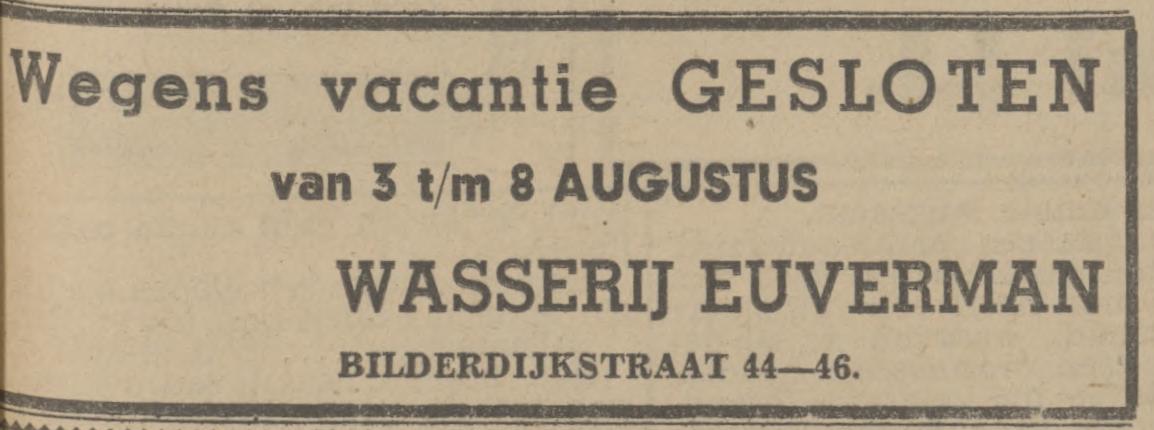 Wegens vacantie GESLOTEN
van 3 t/m 8 AUGUSTUS
WASSERIJ EUVERMAN
BILDERDIJKSTRAAT 44—46.